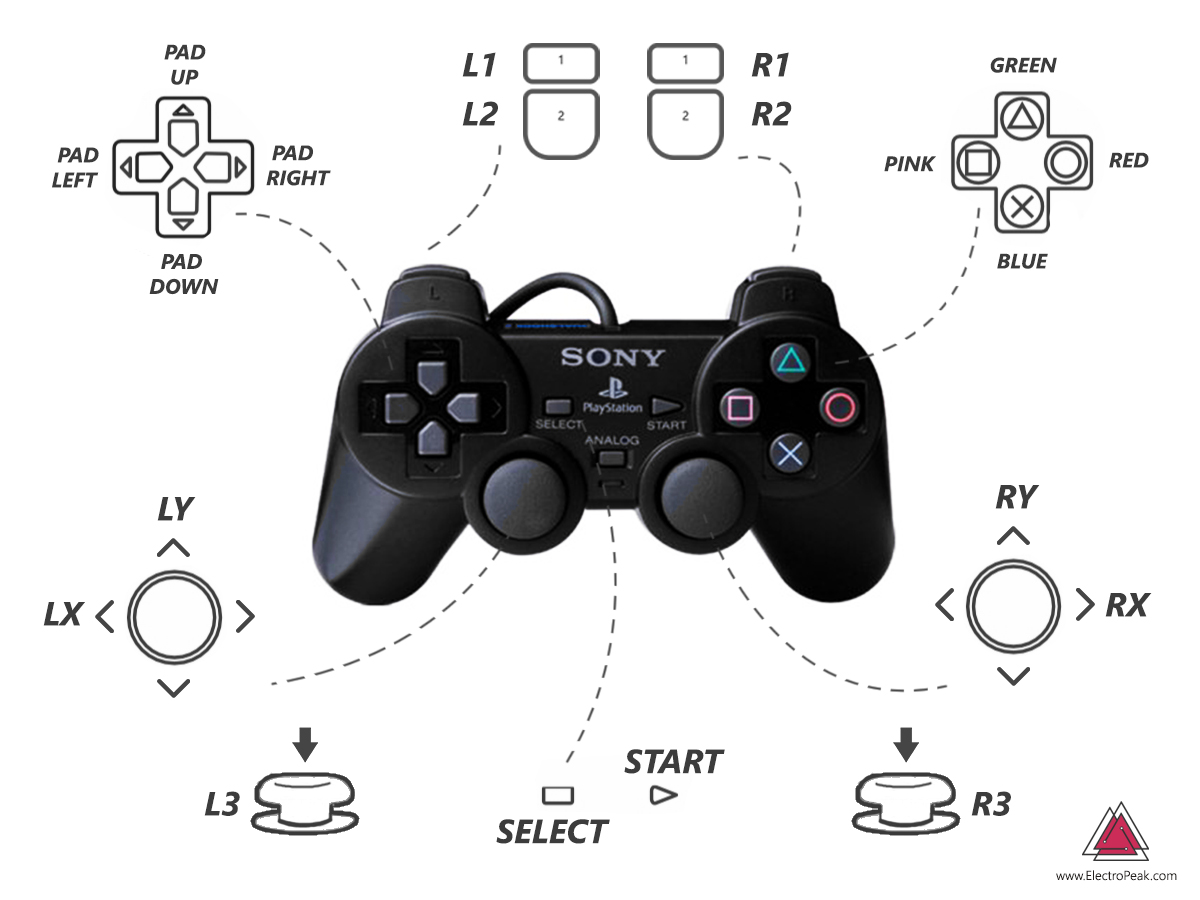 PAD
UP
L1
1
1
R1
L2
2
2
R2
GREEN
PAD
LEFT
PAD
RIGHT
PINK
RED
PAD
DOWN
BLUE
L
R
SONY
PlayStation
SELECT
START
ANALOG
LY
RY
LX
RX
START
L3
R3
SELECT
www.ElectroPeak.com